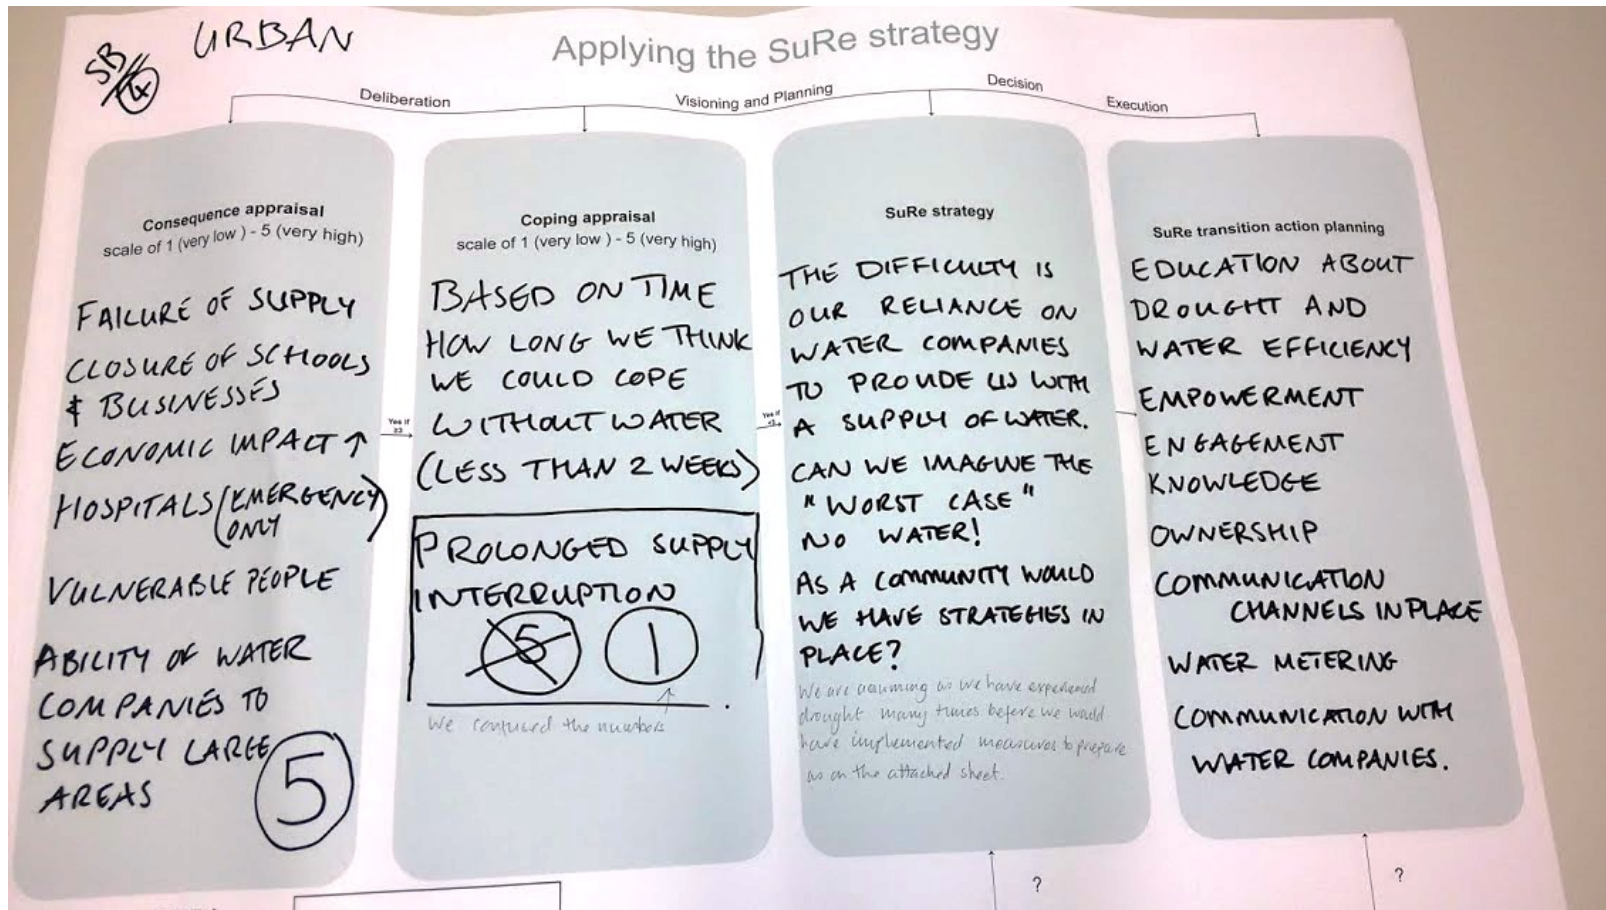 SB/④
URBAN
Applying the SuRe strategy
Deliberation
Visioning and Planning
Decision
Execution
Consequence appraisal
scale of 1 (very low ) - 5 (very high)
FAILURE OF SUPPLY
CLOSURE OF SCHOOLS
& BUSINESSES
ECONOMIC IMPACT ↑
HOSPITALS (EMERGENCY
ONLY)
VULNERABLE PEOPLE
ABILITY OF WATER
COMPANIES TO
SUPPLY LARGE
AREAS
5
Yes if
≥3
Coping appraisal
scale of 1 (very low ) - 5 (very high)
BASED ON TIME
HOW LONG WE THINK
WE COULD COPE
WITHOUT WATER
(LESS THAN 2 WEEKS)
PROLONGED SUPPLY
INTERRUPTION
5 1
We confused the numbers
Yes if
SuRe strategy
THE DIFFICULTY IS
OUR RELIANCE ON
WATER COMPANIES
TO PROVIDE US WITH
A SUPPLY OF WATER.
CAN WE IMAGINE THE
"WORST CASE"
NO WATER!
AS A COMMUNITY WOULD
WE HAVE STRATEGIES IN
PLACE?
We are assuming as we have experienced
drought many times before we would
have implemented measures to prepare
as on the attached sheet.
SuRe transition action planning
EDUCATION ABOUT
DROUGHT AND
WATER EFFICIENCY
EMPOWERMENT
ENGAGEMENT
KNOWLEDGE
OWNERSHIP
COMMUNICATION
CHANNELS IN PLACE
WATER METERING
COMMUNICATION WITH
WATER COMPANIES.
?
?